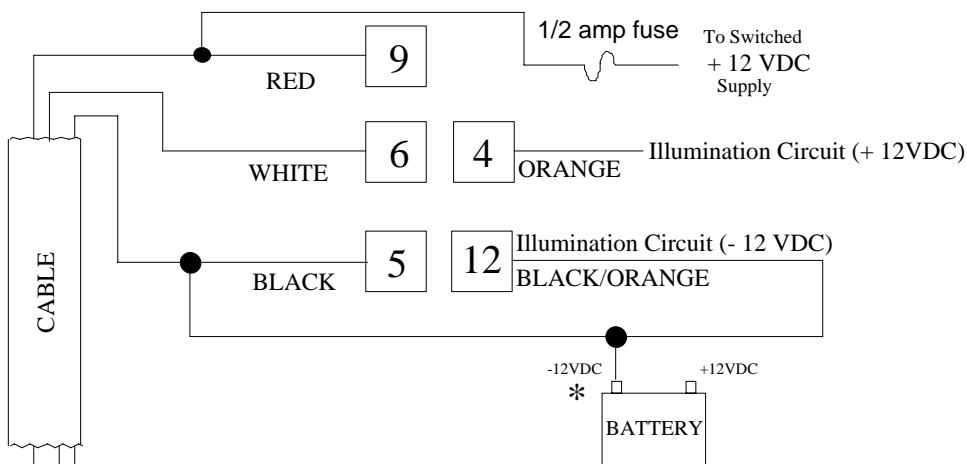 1/2 amp fuse
To Switched
+ 12 VDC
Supply
9
RED
6
4
WHITE
ORANGE
Illumination Circuit (+ 12VDC)
5
12
Illumination Circuit (- 12 VDC)
BLACK
BLACK/ORANGE
CABLE
-12VDC
+12VDC
*
BATTERY